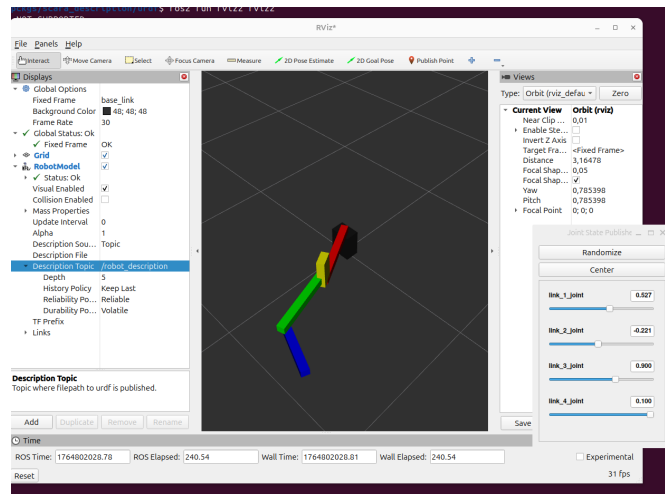 RViz*
File Panels Help
Interact Move Camera Select Focus Camera Measure 2D Pose Estimate 2D Goal Pose Publish Point
Displays
Global Options
Fixed Frame base_link
Background Color 48; 48; 48
Frame Rate 30
Global Status: Ok
Fixed Frame OK
Grid
RobotModel
Status: Ok
Visual Enabled
Collision Enabled
Mass Properties
Update Interval 0
Alpha 1
Description Sou... Topic
Description File
Description Topic /robot_description
Depth 5
History Policy Keep Last
Reliability Po... Reliable
Durability Po... Volatile
TF Prefix
Links
Description Topic
Topic where filepath to urdf is published.
Add Duplicate Remove Rename
Views
Type: Orbit (rviz_defau Zero
Current View Orbit (rviz)
Near Clip ... 0,01
Enable Ste...
Invert Z Axis
Target Fra... <Fixed Frame>
Distance 3,16478
Focal Shap... 0,05
Focal Shap...
Yaw 0,785398
Pitch 0,785398
Focal Point 0; 0; 0
Save
Joint State Publishe
Randomize
Center
link_1_joint 0.527
link_2_joint -0.221
link_3_joint 0.900
link_4_joint 0.100
Time
ROS Time: 1764802028.78 ROS Elapsed: 240.54 Wall Time: 1764802028.81 Wall Elapsed: 240.54 Experimental
Reset 31 fps